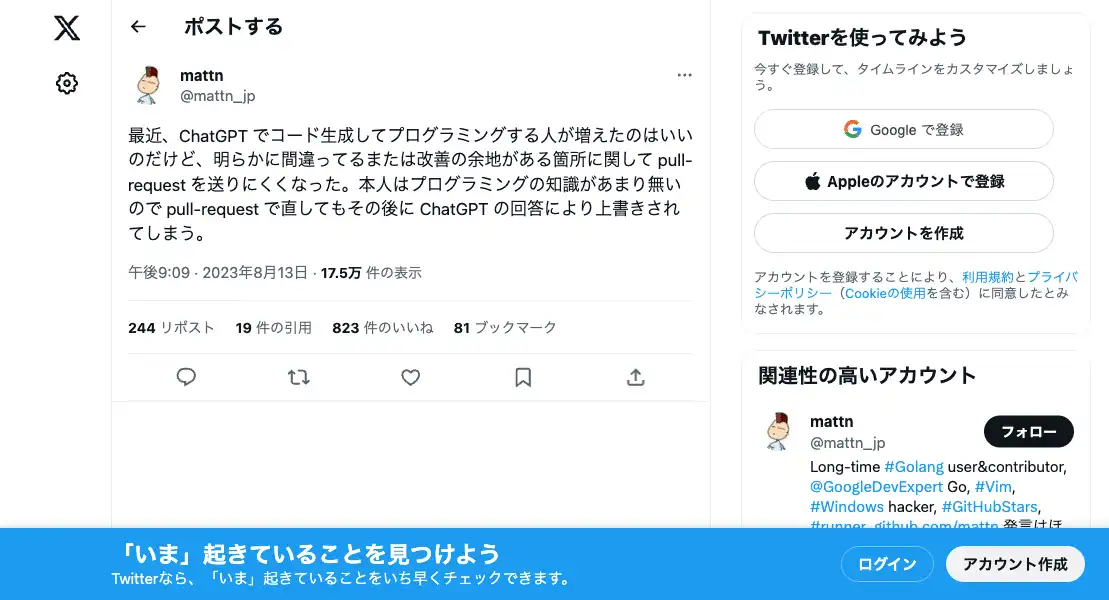 ポストする
mattn
@mattn_jp
最近、ChatGPT でコード生成してプログラミングする人が増えたのはいい
のだけど、明らかに間違ってるまたは改善の余地がある箇所に関して pull-
request を送りにくくなった。本人はプログラミングの知識があまり無い
ので pull-request で直してもその後に ChatGPT の回答により上書きされ
てしまう。
午後9:09 · 2023年8月13日 · 17.5万 件の表示
244 リポスト 19 件の引用 823 件のいいね 81 ブックマーク
Twitterを使ってみよう
今すぐ登録して、タイムラインをカスタマイズしましょ
う。
Google で登録
Appleのアカウントで登録
アカウントを作成
アカウントを登録することにより、利用規約とプライバ
シーポリシー（Cookieの使用を含む）に同意したとみ
なされます。
関連性の高いアカウント
mattn
@mattn_jp
フォロー
Long-time #Golang user&contributor,
@GoogleDevExpert Go, #Vim,
#Windows hacker, #GitHubStars,
#runner, github.com/mattn 発言はほ
「いま」起きていることを見つけよう
Twitterなら、「いま」起きていることをいち早くチェックできます。
ログイン
アカウント作成